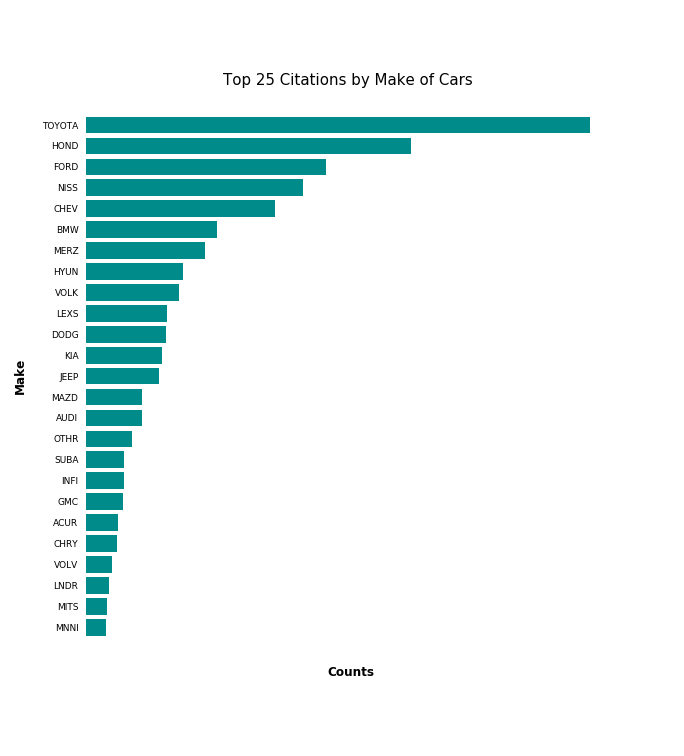 Top 25 Citations by Make of Cars
TOYOTA
HOND
FORD
NISS
CHEV
BMW
MERZ
HYUN
VOLK
LEXS
DODG
KIA
JEEP
MAZD
AUDI
OTHR
SUBA
INFI
GMC
ACUR
CHRY
VOLV
LNDR
MITS
MNNI
Make
Counts